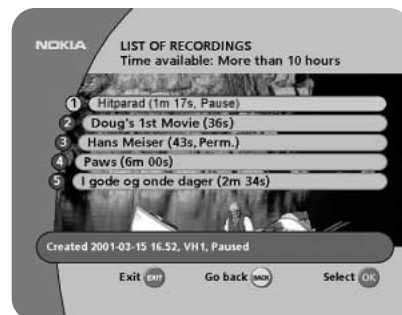 NOKIA
LIST OF RECORDINGS
Time available: More than 10 hours
1 Hitparad (1m 17s, Pause)
2 Doug's 1st Movie (36s)
3 Hans Meiser (43s, Perm.)
4 Paws (6m 00s)
5 I gode og onde dager (2m 34s)
Created 2001-03-15 16.52, VH1, Paused
Exit EXIT Go back BACK Select OK